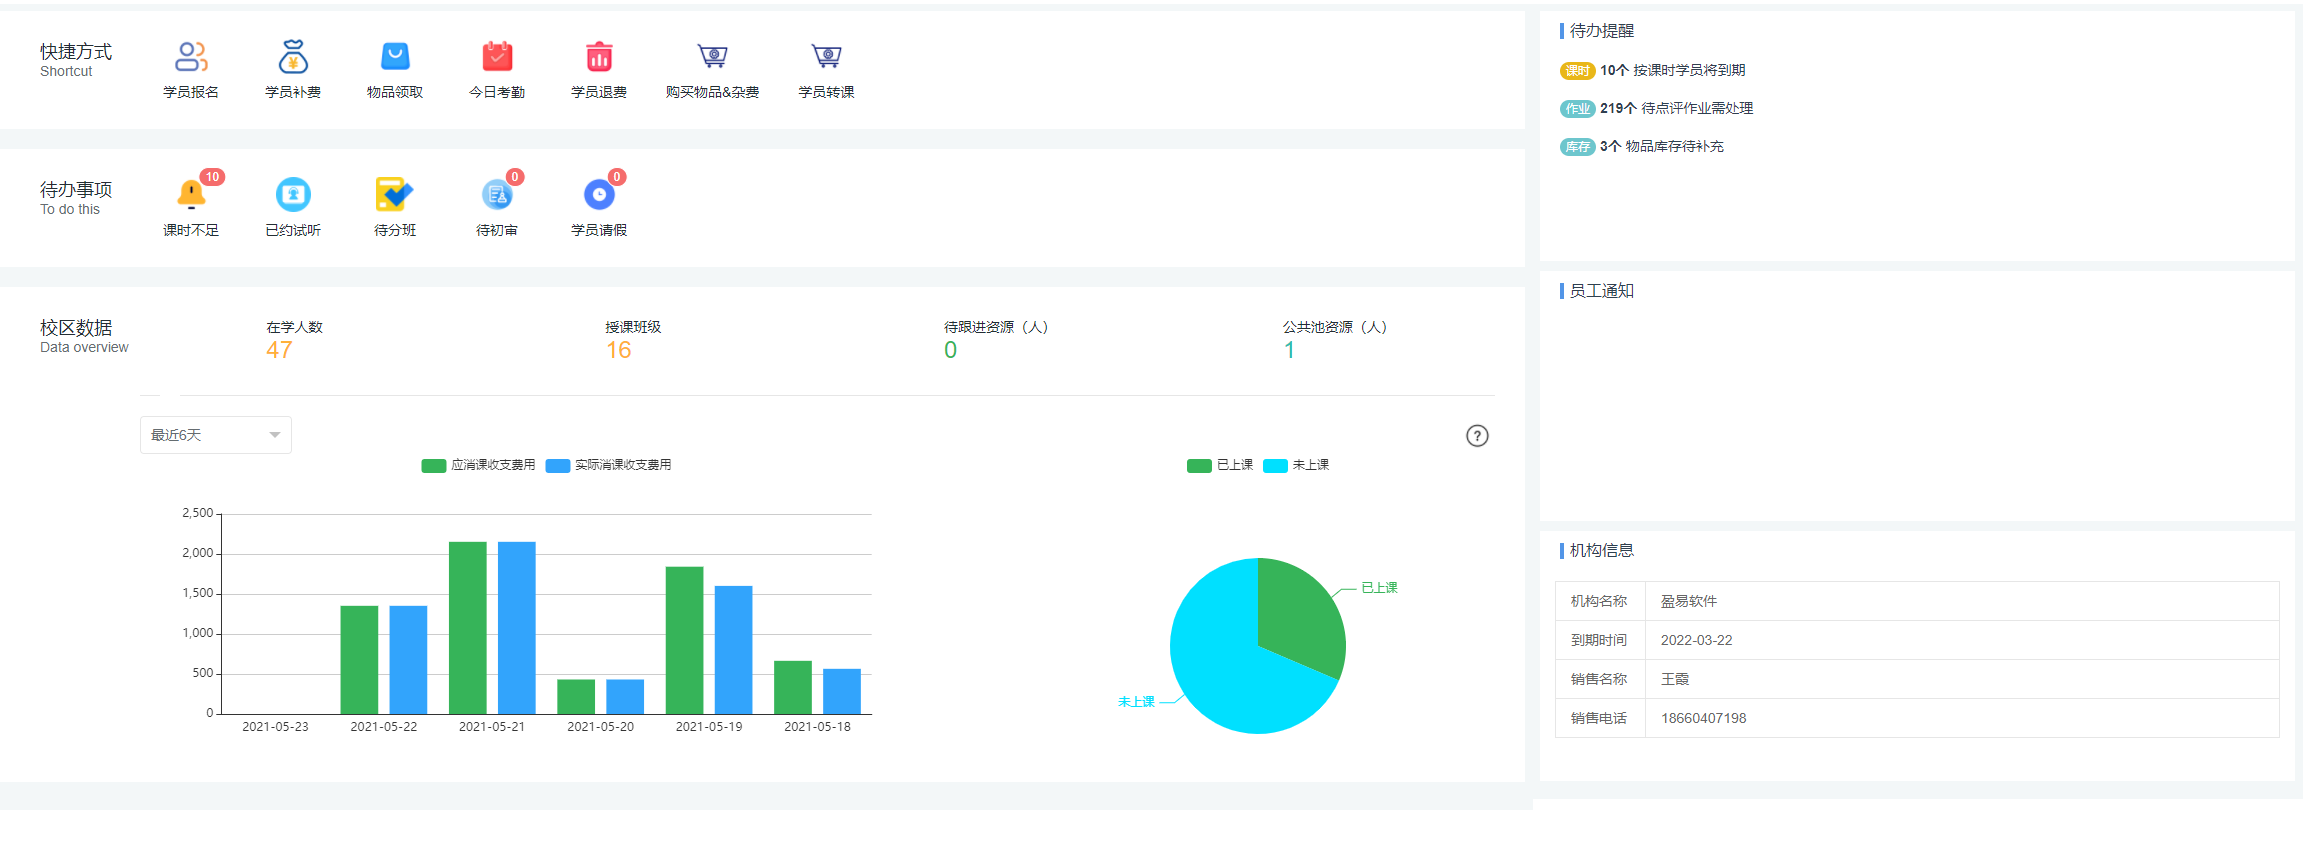 快捷方式
Shortcut
学员报名
学员补费
物品领取
今日考勤
学员退费
购买物品&杂费
学员转课
待办事项
To do this
10
课时不足
已约试听
待分班
0
待初审
0
学员请假
校区数据
Data overview
在学人数
47
授课班级
16
待跟进资源（人）
0
公共池资源（人）
1
最近6天
?
应消课收支费用
实际消课收支费用
2,500
2,000
1,500
1,000
500
0
2021-05-23
2021-05-22
2021-05-21
2021-05-20
2021-05-19
2021-05-18
已上课
未上课
已上课
未上课
待办提醒
课时 10个 按课时学员将到期
作业 219个 待点评作业需处理
库存 3个 物品库存待补充
员工通知
机构信息
机构名称 盈易软件
到期时间 2022-03-22
销售名称 王霞
销售电话 18660407198